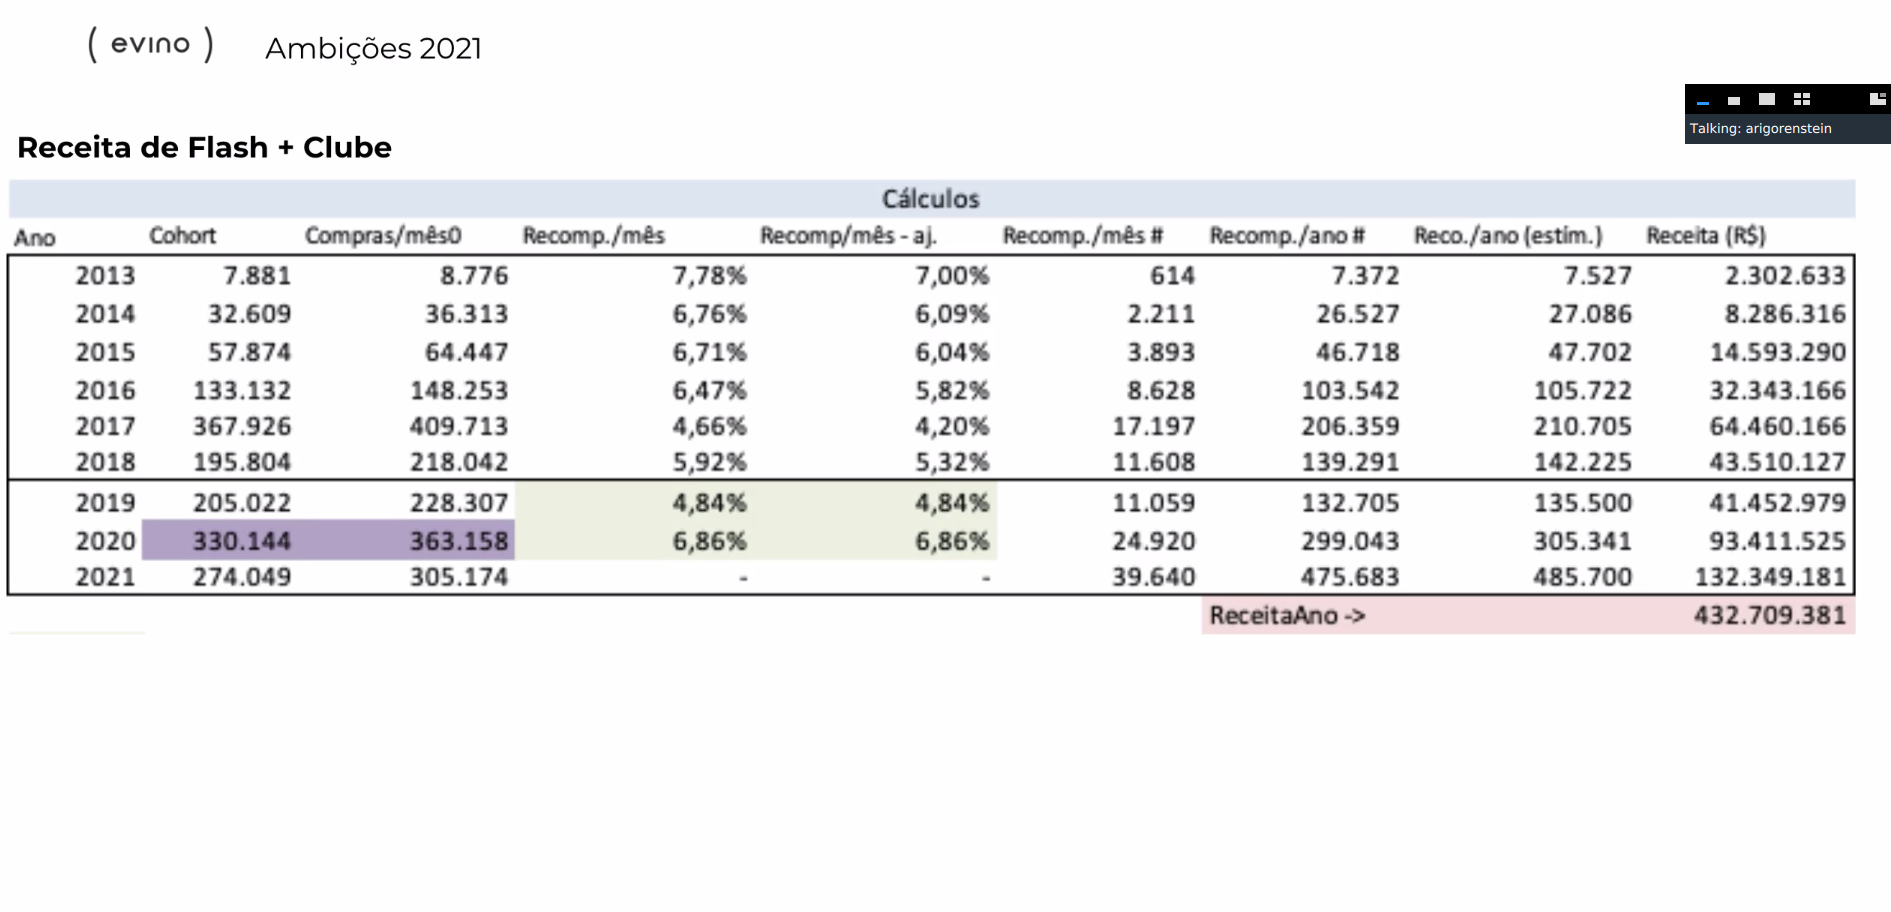 ( evino ) Ambições 2021
Talking: arigorenstein
Receita de Flash + Clube
Cálculos
Ano Cohort Compras/mês0 Recomp./mês Recomp/mês - aj. Recomp./mês # Recomp./ano # Reco./ano (estim.) Receita (R$)
2013 7.881 8.776 7,78% 7,00% 614 7.372 7.527 2.302.633
2014 32.609 36.313 6,76% 6,09% 2.211 26.527 27.086 8.286.316
2015 57.874 64.447 6,71% 6,04% 3.893 46.718 47.702 14.593.290
2016 133.132 148.253 6,47% 5,82% 8.628 103.542 105.722 32.343.166
2017 367.926 409.713 4,66% 4,20% 17.197 206.359 210.705 64.460.166
2018 195.804 218.042 5,92% 5,32% 11.608 139.291 142.225 43.510.127
2019 205.022 228.307 4,84% 4,84% 11.059 132.705 135.500 41.452.979
2020 330.144 363.158 6,86% 6,86% 24.920 299.043 305.341 93.411.525
2021 274.049 305.174 - - 39.640 475.683 485.700 132.349.181
ReceitaAno -> 432.709.381